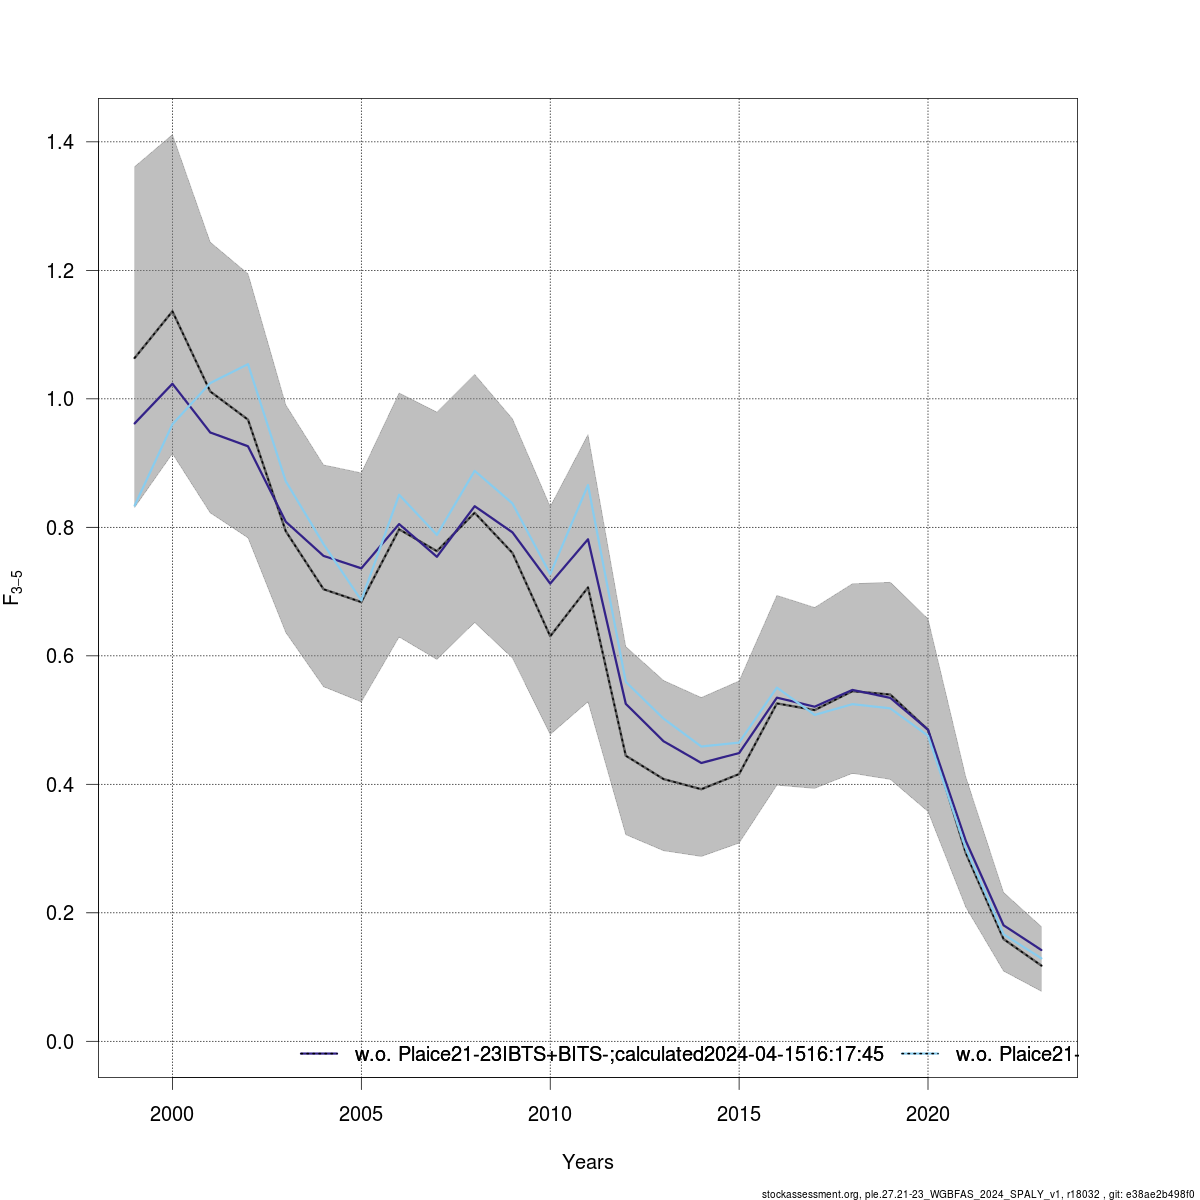 1.4
1.2
1.0
0.8
0.6
0.4
0.2
0.0
F3–5
w.o. Plaice21-23IBTS+BITS-;calculated2024-04-1516:17:45 w.o. Plaice21-
2000 2005 2010 2015 2020
Years
stockassessment.org, ple.27.21-23_WGBFAS_2024_SPALY_v1, r18032 , git: e38ae2b496f0